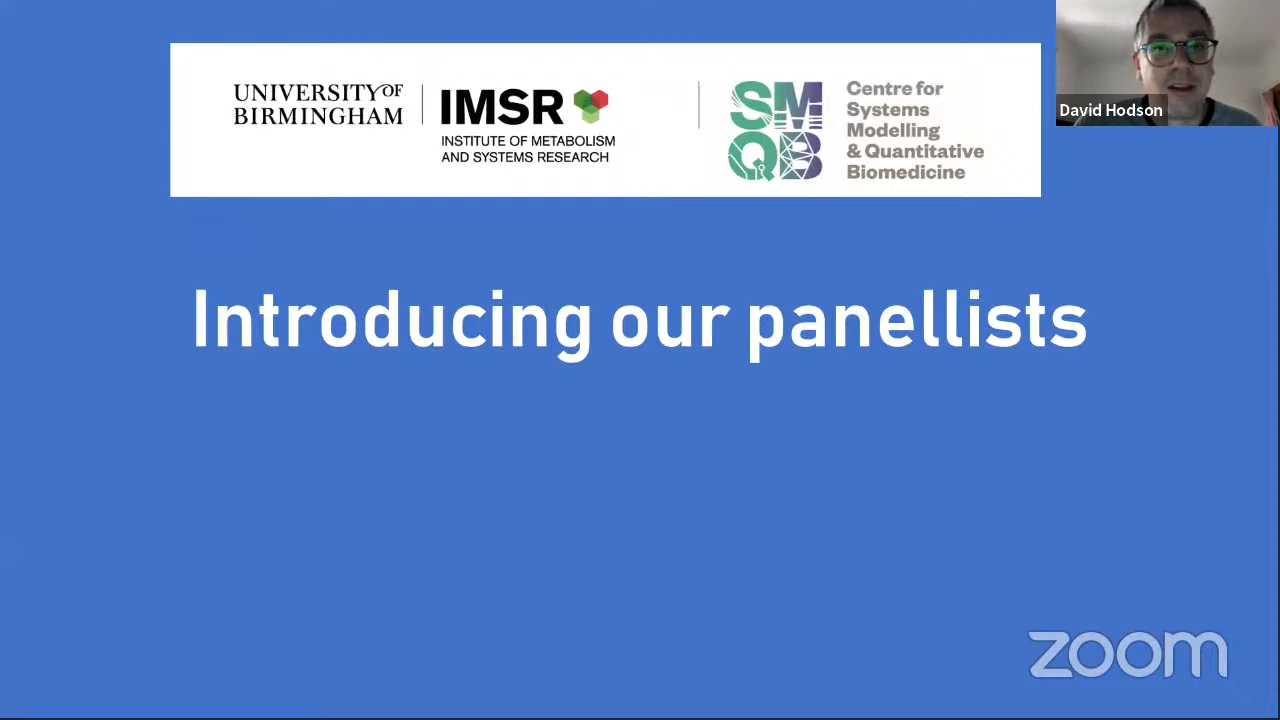 UNIVERSITY OF
BIRMINGHAM
IMSR
INSTITUTE OF METABOLISM
AND SYSTEMS RESEARCH
SM
QB
Centre for
Systems
Modelling
& Quantitative
Biomedicine
David Hodson
Introducing our panellists
zoom